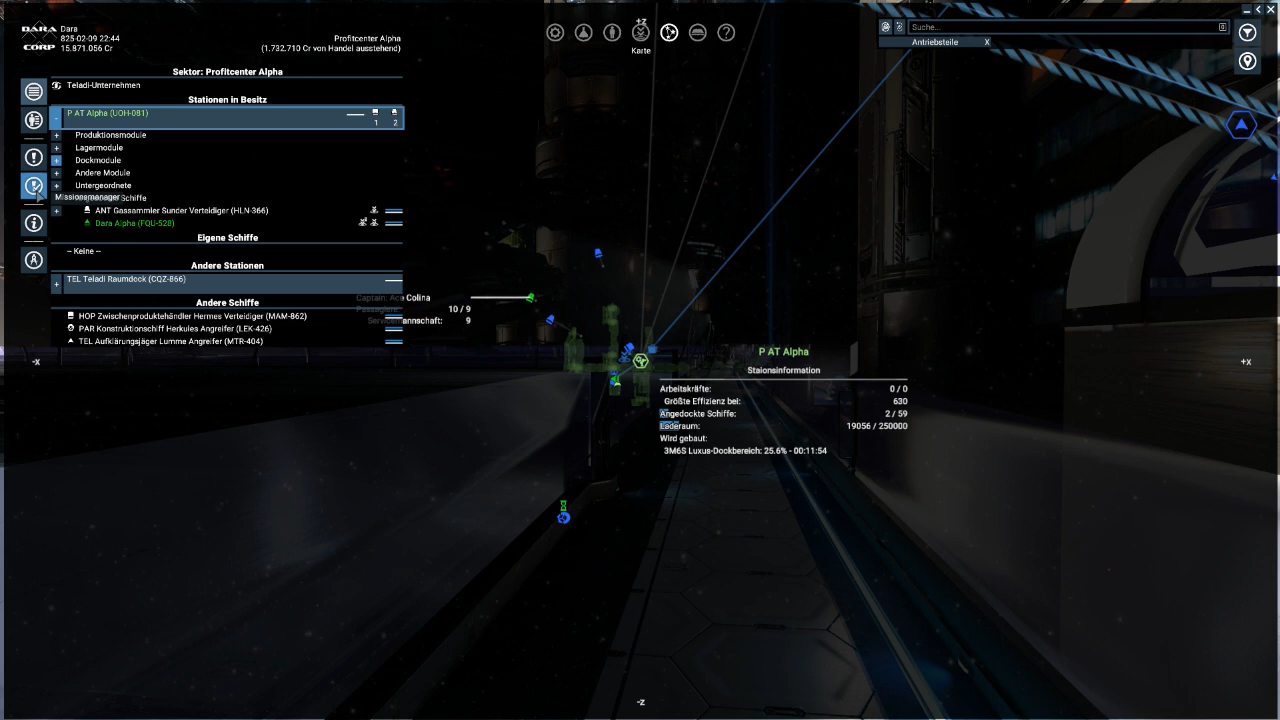 DARA
CORP
Dara
825-02-09 22:44
15.871.056 Cr
Profitcenter Alpha
(1.732.710 Cr von Handel ausstehend)
+Z
Karte
Suche...
Antriebsteile X
Sektor: Profitcenter Alpha
Teladi-Unternehmen
Stationen in Besitz
P AT Alpha (UOH-081)
1 2
Produktionsmodule
Lagermodule
Dockmodule
Andere Module
Untergeordnete
Missionsmanager Schiffe
ANT Gassammler Sunder Verteidiger (HLN-366)
Dara Alpha (FQU-528)
Eigene Schiffe
-- Keine --
Andere Stationen
TEL Teladi Raumdock (CQZ-866)
Andere Schiffe
HOP Zwischenproduktehändler Hermes Verteidiger (MAM-862)
PAR Konstruktionschiff Herkules Angreifer (LEK-426)
TEL Aufklärungsjäger Lumme Angreifer (MTR-404)
Captain: Ace Colina
Passagiere: 10 / 9
Servicemannschaft: 9
-X
+X
P AT Alpha
Staionsinformation
Arbeitskräfte: 0 / 0
Größte Effizienz bei: 630
Angedockte Schiffe: 2 / 59
Laderaum: 19056 / 250000
Wird gebaut:
3M6S Luxus-Dockbereich: 25.6% - 00:11:54
-Z